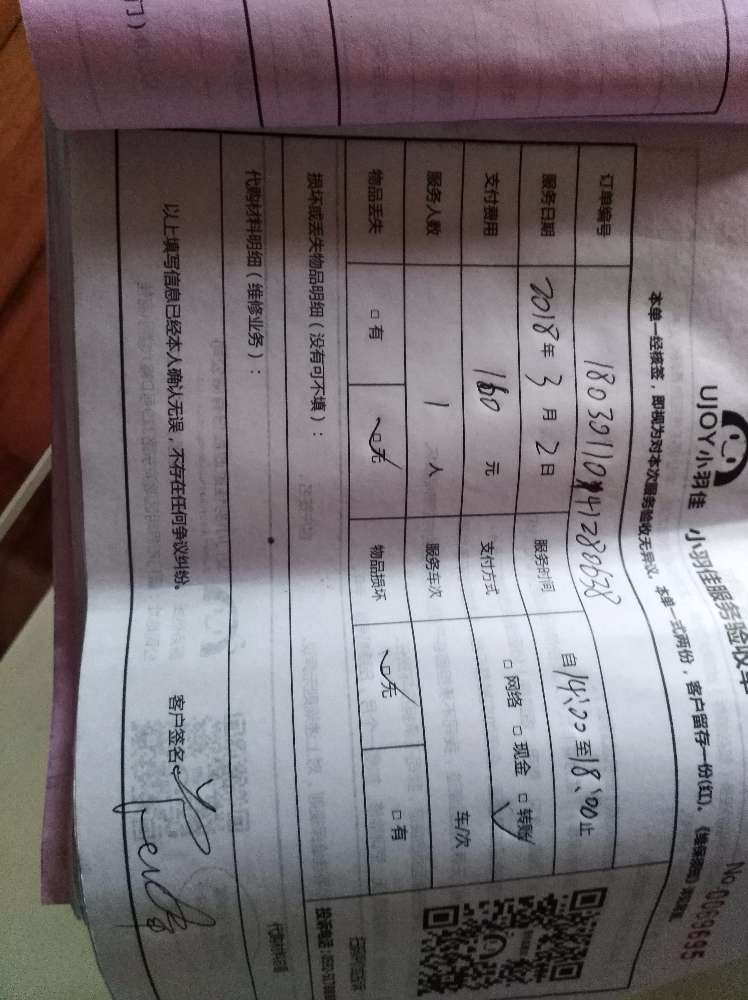 UJOY小羽佳 小羽佳服务验收单
本单一经核签，即视为对本次服务验收无异议。本单一式两份，客户留存一份(红)。
No.
订单编号
服务日期 2018年3月2日 服务时间 自14:00至18:00止
支付费用 160元 支付方式 □网络 □现金 □转账
服务人数 1人 服务车次 车/次
物品丢失 □有 □无 物品损坏 □无 □有
损坏或丢失物品明细（没有可不填）：
代购材料明细（维修业务）：
以上填写信息已经本人确认无误，不存在任何争议纠纷。 客户签名